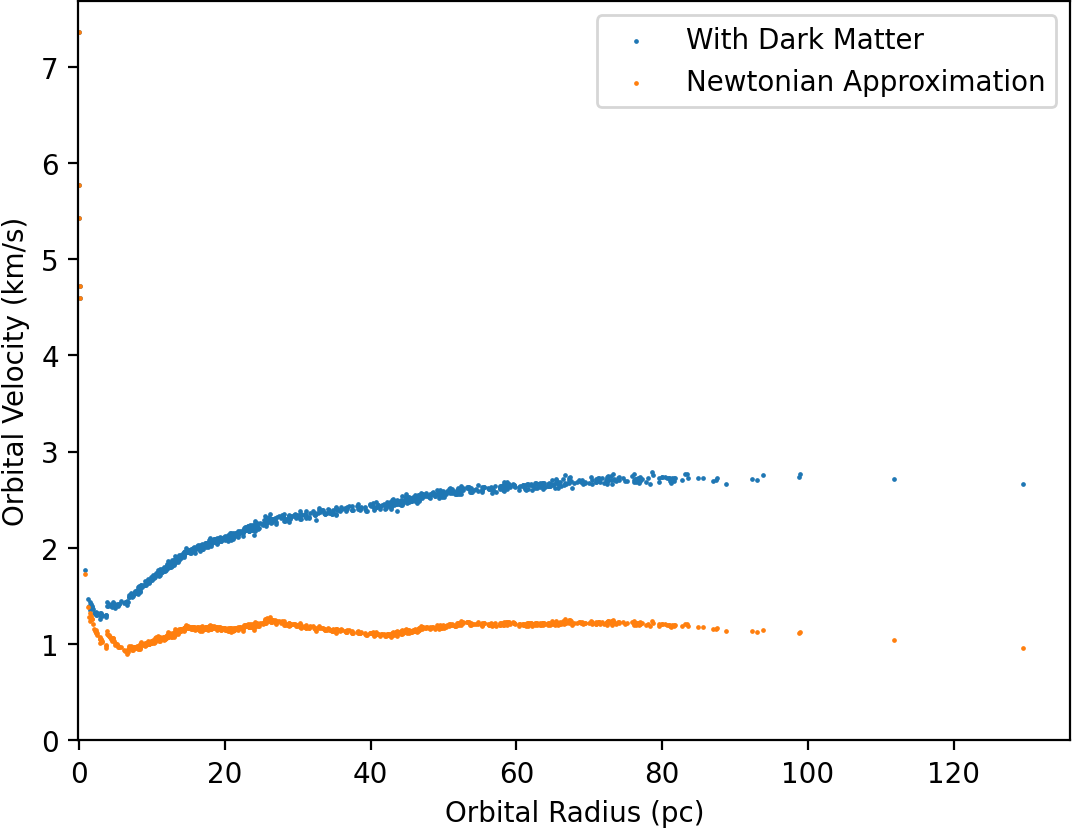 With Dark Matter
Newtonian Approximation
7
6
5
4
3
2
1
0
Orbital Velocity (km/s)
0 20 40 60 80 100 120
Orbital Radius (pc)